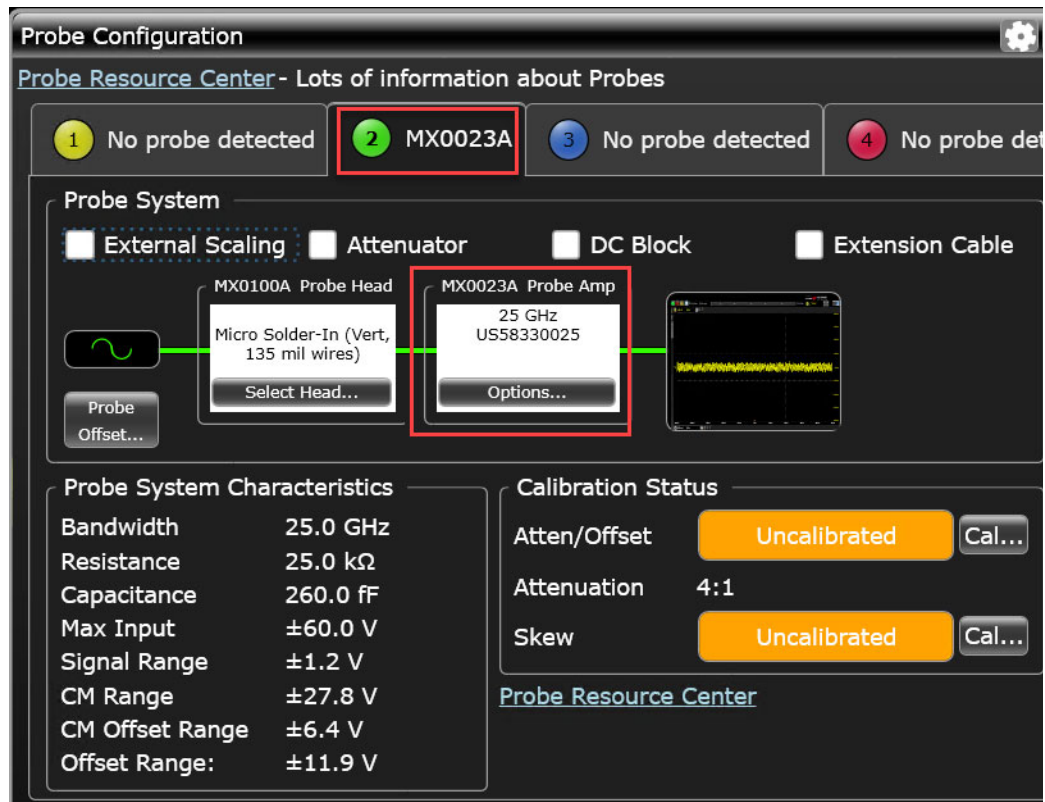 Probe Configuration
Probe Resource Center - Lots of information about Probes
1 No probe detected
2 MX0023A
3 No probe detected
4 No probe det
Probe System
External Scaling
Attenuator
DC Block
Extension Cable
MX0100A Probe Head
Micro Solder-In (Vert,
135 mil wires)
Select Head...
MX0023A Probe Amp
25 GHz
US58330025
Options...
Probe
Offset...
Probe System Characteristics
Bandwidth 25.0 GHz
Resistance 25.0 kΩ
Capacitance 260.0 fF
Max Input ±60.0 V
Signal Range ±1.2 V
CM Range ±27.8 V
CM Offset Range ±6.4 V
Offset Range: ±11.9 V
Calibration Status
Atten/Offset Uncalibrated Cal...
Attenuation 4:1
Skew Uncalibrated Cal...
Probe Resource Center